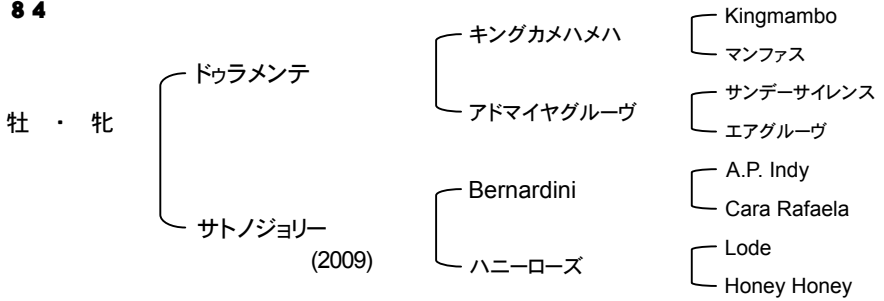 84
牡 ・ 牝
ドゥラメンテ
サトノジョリー
(2009)
キングカメハメハ
アドマイヤグルーヴ
Bernardini
ハニーローズ
Kingmambo
マンファス
サンデーサイレンス
エアグルーヴ
A.P. Indy
Cara Rafaela
Lode
Honey Honey